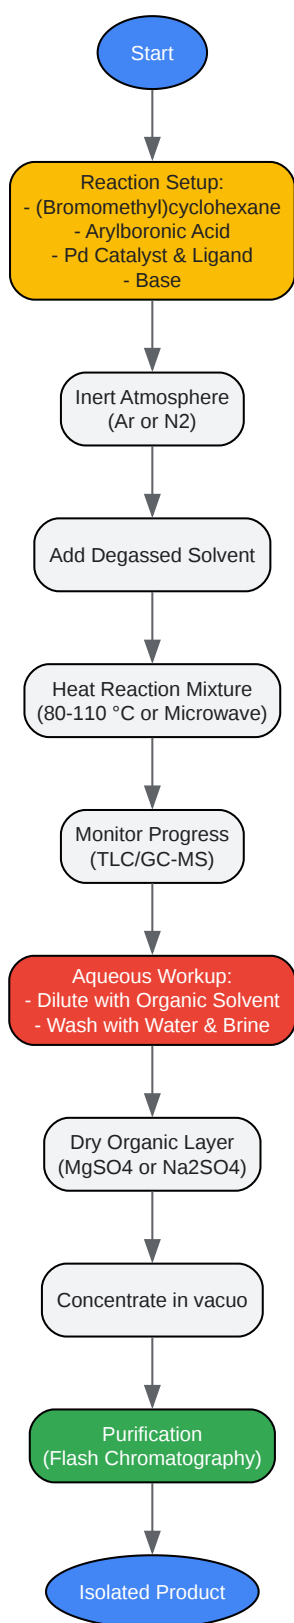 Start
Reaction Setup:
- (Bromomethyl)cyclohexane
- Arylboronic Acid
- Pd Catalyst & Ligand
- Base
Inert Atmosphere
(Ar or N2)
Add Degassed Solvent
Heat Reaction Mixture
(80-110 °C or Microwave)
Monitor Progress
(TLC/GC-MS)
Aqueous Workup:
- Dilute with Organic Solvent
- Wash with Water & Brine
Dry Organic Layer
(MgSO4 or Na2SO4)
Concentrate in vacuo
Purification
(Flash Chromatography)
Isolated Product